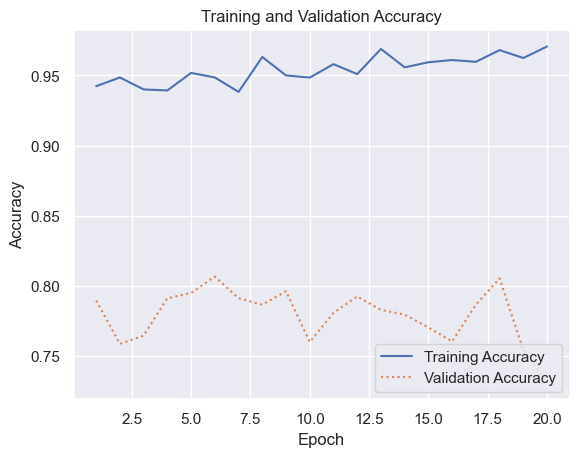 Training and Validation Accuracy
Accuracy
0.95
0.90
0.85
0.80
0.75
Training Accuracy
Validation Accuracy
2.5 5.0 7.5 10.0 12.5 15.0 17.5 20.0
Epoch